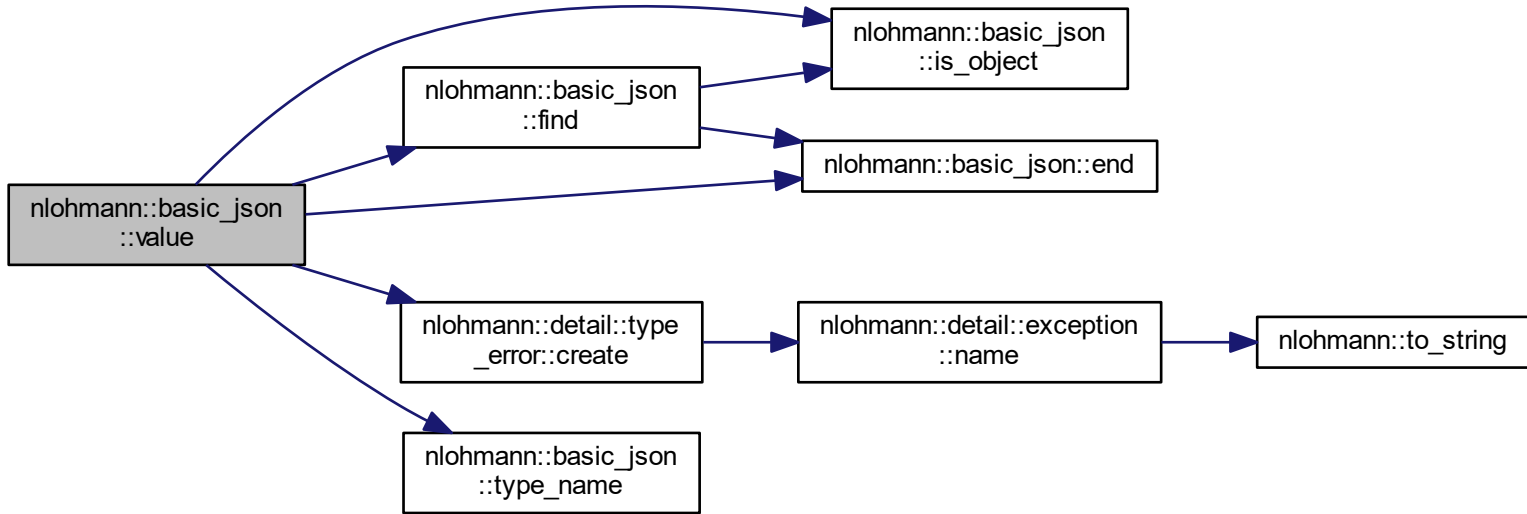 nlohmann::basic_json
::is_object
nlohmann::basic_json
::find
nlohmann::basic_json::end
nlohmann::basic_json
::value
nlohmann::detail::type
_error::create
nlohmann::detail::exception
::name
nlohmann::to_string
nlohmann::basic_json
::type_name